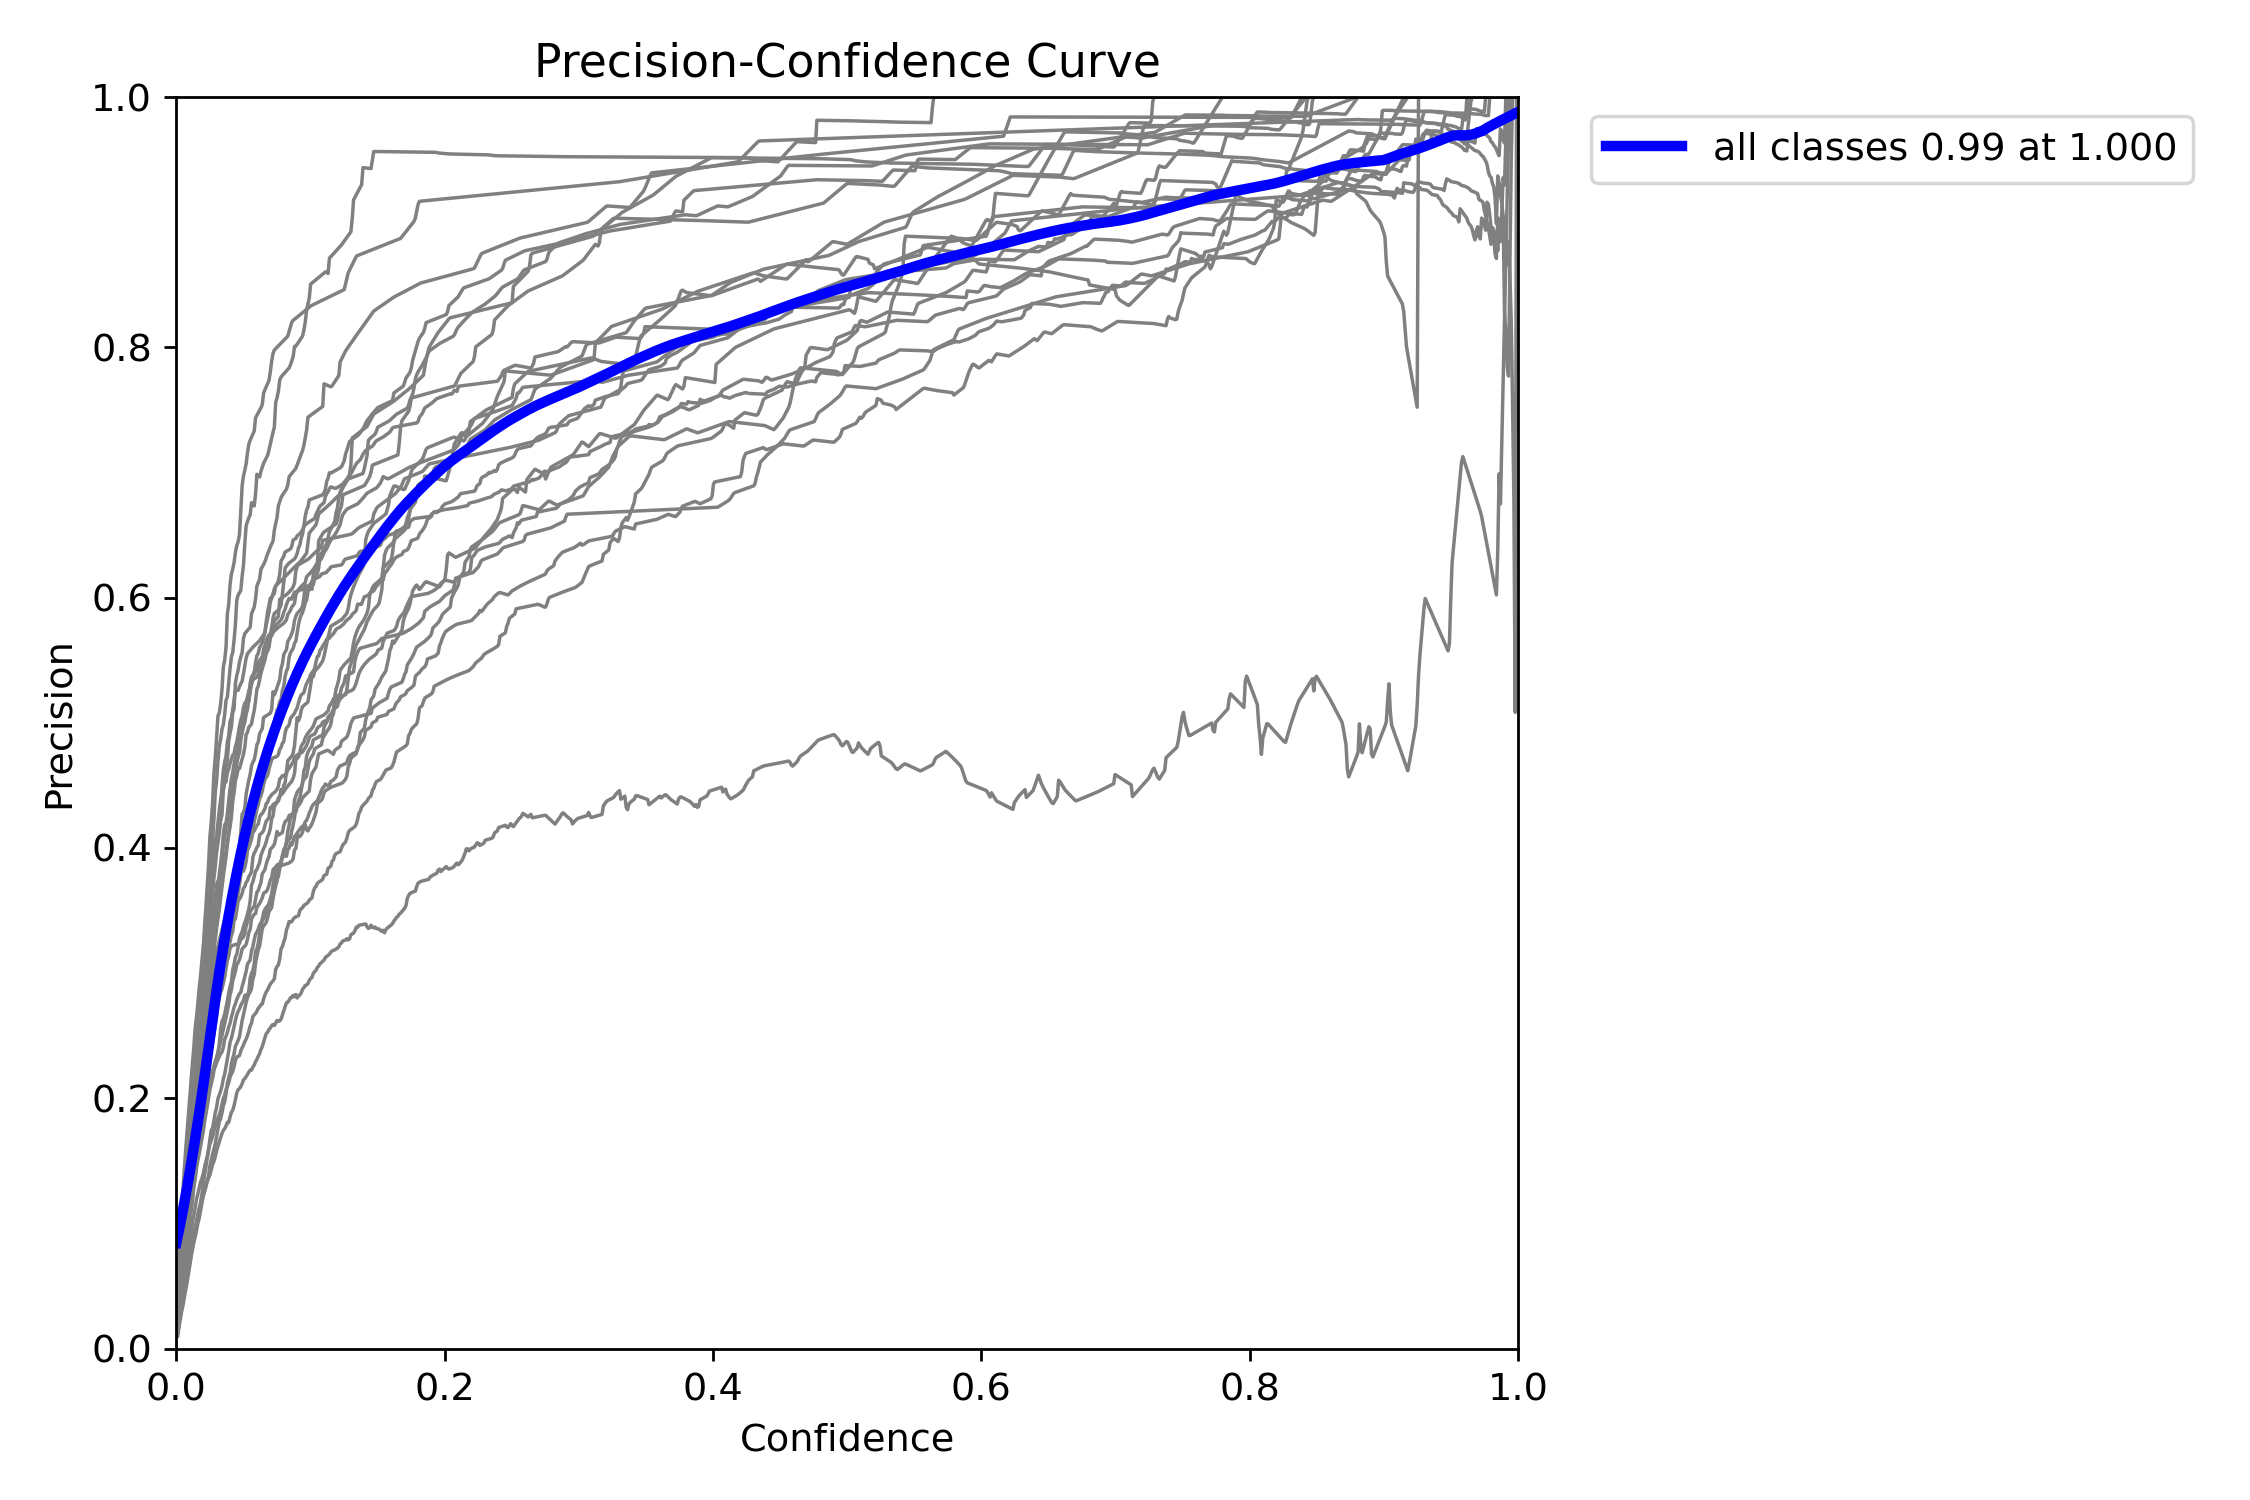 Precision-Confidence Curve
all classes 0.99 at 1.000
Precision
1.0
0.8
0.6
0.4
0.2
0.0
0.0 0.2 0.4 0.6 0.8 1.0
Confidence